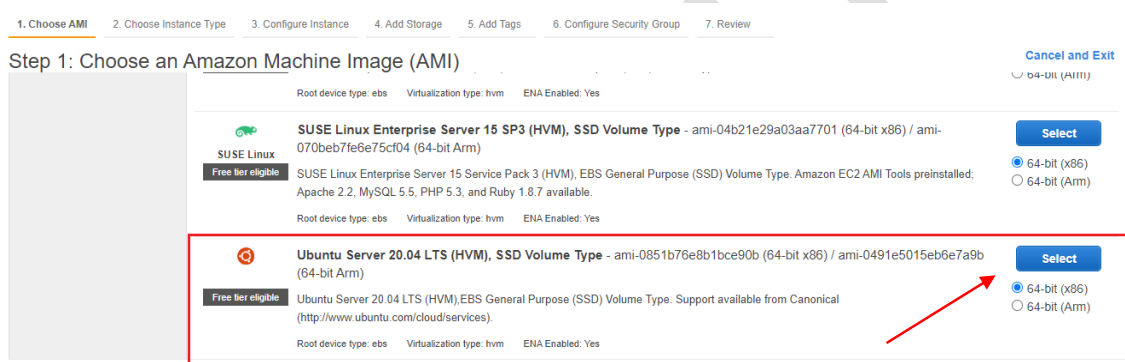 1. Choose AMI 2. Choose Instance Type 3. Configure Instance 4. Add Storage 5. Add Tags 6. Configure Security Group 7. Review
Step 1: Choose an Amazon Machine Image (AMI) Cancel and Exit
64-bit (Arm)
Root device type: ebs Virtualization type: hvm ENA Enabled: Yes
SUSE Linux
Free tier eligible
SUSE Linux Enterprise Server 15 SP3 (HVM), SSD Volume Type - ami-04b21e29a03aa7701 (64-bit x86) / ami-
070beb7fe6e75cf04 (64-bit Arm)
SUSE Linux Enterprise Server 15 Service Pack 3 (HVM), EBS General Purpose (SSD) Volume Type. Amazon EC2 AMI Tools preinstalled;
Apache 2.2, MySQL 5.5, PHP 5.3, and Ruby 1.8.7 available.
Root device type: ebs Virtualization type: hvm ENA Enabled: Yes
Select
64-bit (x86)
64-bit (Arm)
Free tier eligible
Ubuntu Server 20.04 LTS (HVM), SSD Volume Type - ami-0851b76e8b1bce90b (64-bit x86) / ami-0491e5015eb6e7a9b
(64-bit Arm)
Ubuntu Server 20.04 LTS (HVM),EBS General Purpose (SSD) Volume Type. Support available from Canonical
(http://www.ubuntu.com/cloud/services).
Root device type: ebs Virtualization type: hvm ENA Enabled: Yes
Select
64-bit (x86)
64-bit (Arm)